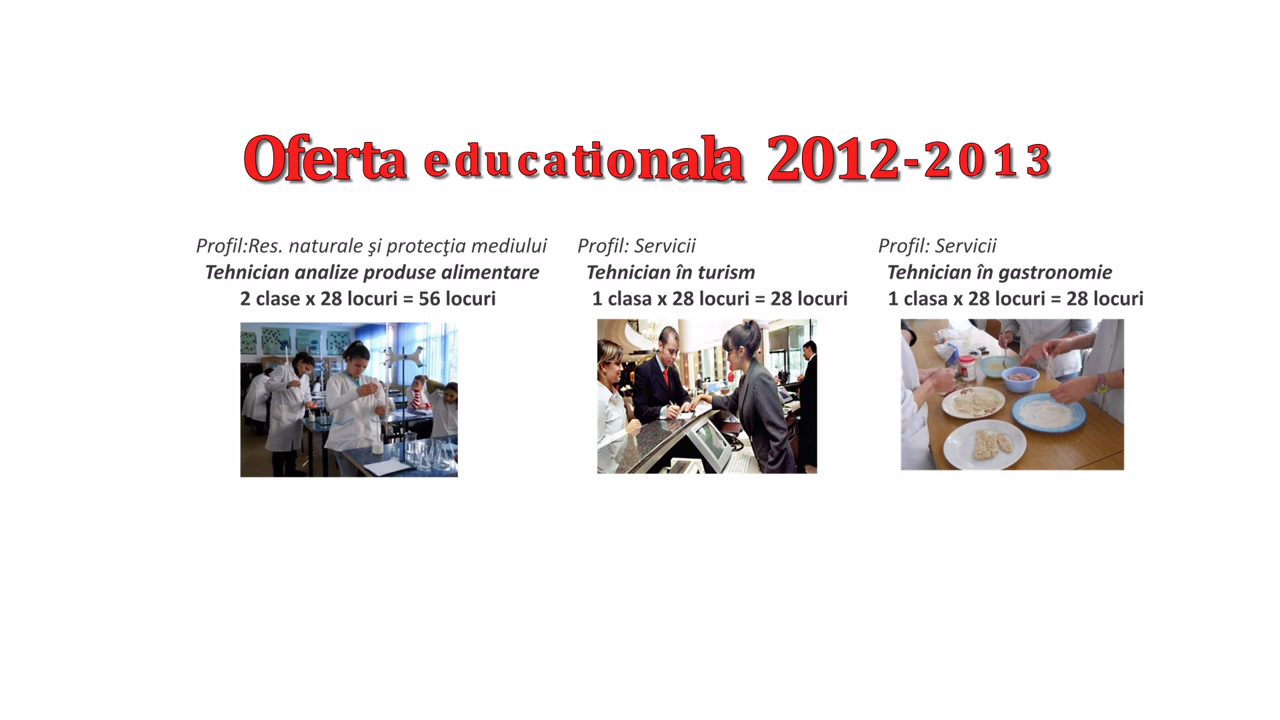 Oferta educationala 2012-2013
Profil:Res. naturale şi protecţia mediului
Tehnician analize produse alimentare
2 clase x 28 locuri = 56 locuri
Profil: Servicii
Tehnician în turism
1 clasa x 28 locuri = 28 locuri
Profil: Servicii
Tehnician în gastronomie
1 clasa x 28 locuri = 28 locuri